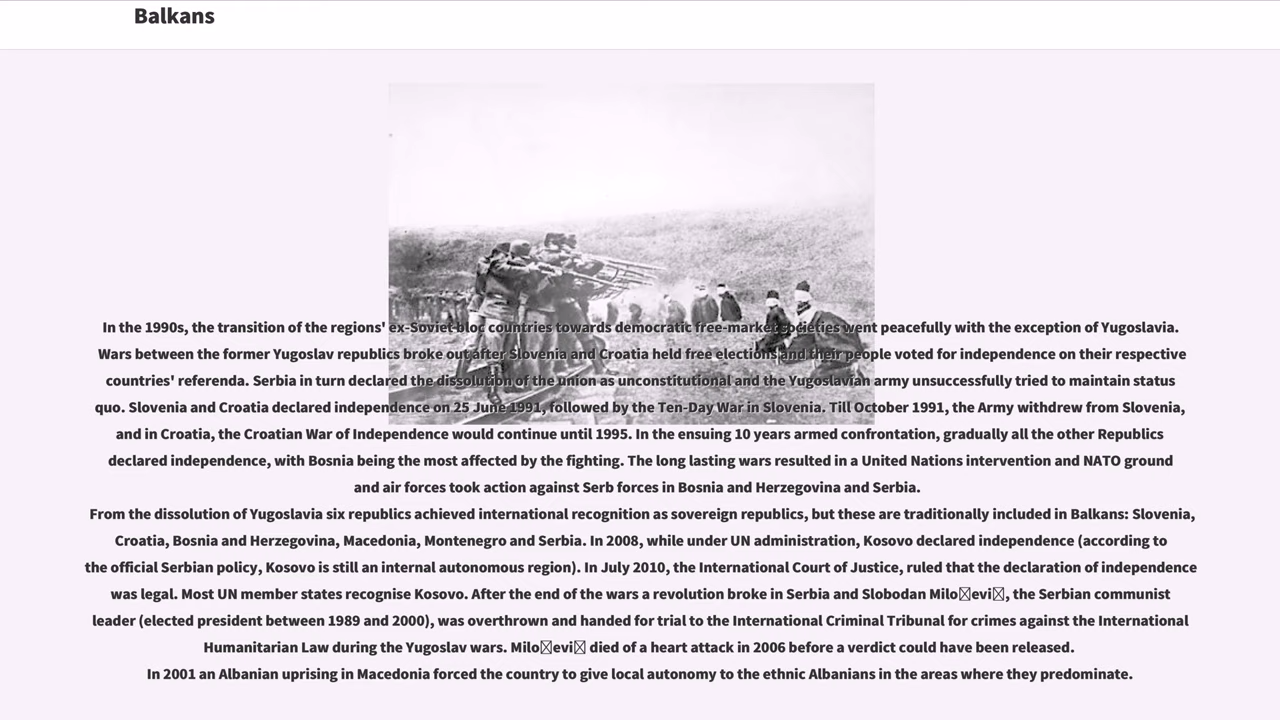 Balkans
In the 1990s, the transition of the regions' ex-Soviet bloc countries towards democratic free-market societies went peacefully with the exception of Yugoslavia.
Wars between the former Yugoslav republics broke out after Slovenia and Croatia held free elections and their people voted for independence on their respective
countries' referenda. Serbia in turn declared the dissolution of the union as unconstitutional and the Yugoslavian army unsuccessfully tried to maintain status
quo. Slovenia and Croatia declared independence on 25 June 1991, followed by the Ten-Day War in Slovenia. Till October 1991, the Army withdrew from Slovenia,
and in Croatia, the Croatian War of Independence would continue until 1995. In the ensuing 10 years armed confrontation, gradually all the other Republics
declared independence, with Bosnia being the most affected by the fighting. The long lasting wars resulted in a United Nations intervention and NATO ground
and air forces took action against Serb forces in Bosnia and Herzegovina and Serbia.
From the dissolution of Yugoslavia six republics achieved international recognition as sovereign republics, but these are traditionally included in Balkans: Slovenia,
Croatia, Bosnia and Herzegovina, Macedonia, Montenegro and Serbia. In 2008, while under UN administration, Kosovo declared independence (according to
the official Serbian policy, Kosovo is still an internal autonomous region). In July 2010, the International Court of Justice, ruled that the declaration of independence
was legal. Most UN member states recognise Kosovo. After the end of the wars a revolution broke in Serbia and Slobodan Milo□evi□, the Serbian communist
leader (elected president between 1989 and 2000), was overthrown and handed for trial to the International Criminal Tribunal for crimes against the International
Humanitarian Law during the Yugoslav wars. Milo□evi□ died of a heart attack in 2006 before a verdict could have been released.
In 2001 an Albanian uprising in Macedonia forced the country to give local autonomy to the ethnic Albanians in the areas where they predominate.